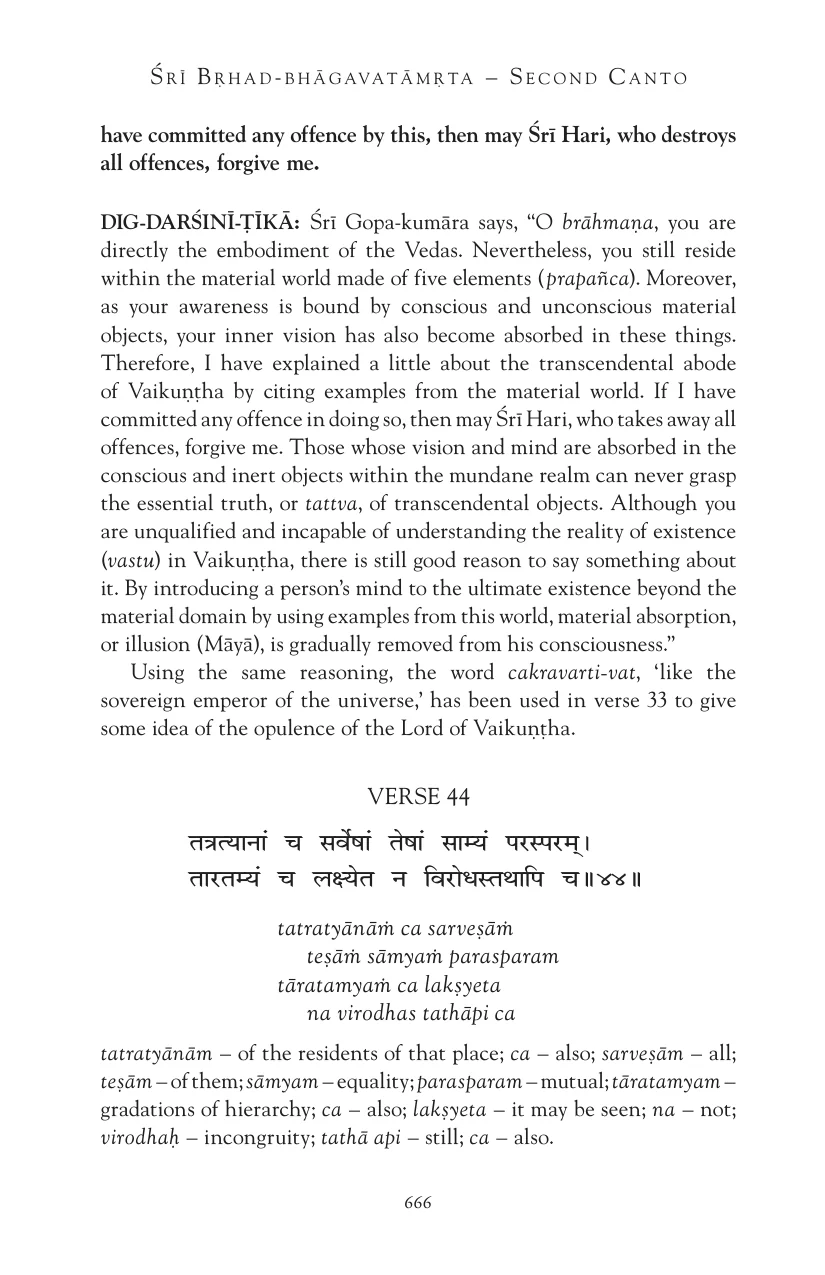 Śrī Bṛhad-bhāgavatāmṛta – Second Canto
have committed any offence by this, then may Śrī Hari, who destroys
all offences, forgive me.
DIG-DARŚINĪ-ṬĪKĀ: Śrī Gopa-kumāra says, “O brāhmaṇa, you are
directly the embodiment of the Vedas. Nevertheless, you still reside
within the material world made of five elements (prapañca). Moreover,
as your awareness is bound by conscious and unconscious material
objects, your inner vision has also become absorbed in these things.
Therefore, I have explained a little about the transcendental abode
of Vaikuṇṭha by citing examples from the material world. If I have
committed any offence in doing so, then may Śrī Hari, who takes away all
offences, forgive me. Those whose vision and mind are absorbed in the
conscious and inert objects within the mundane realm can never grasp
the essential truth, or tattva, of transcendental objects. Although you
are unqualified and incapable of understanding the reality of existence
(vastu) in Vaikuṇṭha, there is still good reason to say something about
it. By introducing a person’s mind to the ultimate existence beyond the
material domain by using examples from this world, material absorption,
or illusion (Māyā), is gradually removed from his consciousness.”
Using the same reasoning, the word cakravarti-vat, ‘like the
sovereign emperor of the universe,’ has been used in verse 33 to give
some idea of the opulence of the Lord of Vaikuṇṭha.
VERSE 44
तत्रत्यानां च सर्वेषां तेषां साम्यं परस्परम्।
तारतम्यं च लक्ष्येत न विरोधस्तथापि च॥४४॥
tatratyānāṁ ca sarveṣāṁ
teṣāṁ sāmyaṁ parasparam
tāratamyaṁ ca lakṣyeta
na virodhas tathāpi ca
tatratyānām – of the residents of that place; ca – also; sarveṣām – all;
teṣām – of them; sāmyam – equality; parasparam – mutual; tāratamyam –
gradations of hierarchy; ca – also; lakṣyeta – it may be seen; na – not;
virodhaḥ – incongruity; tathā api – still; ca – also.
666